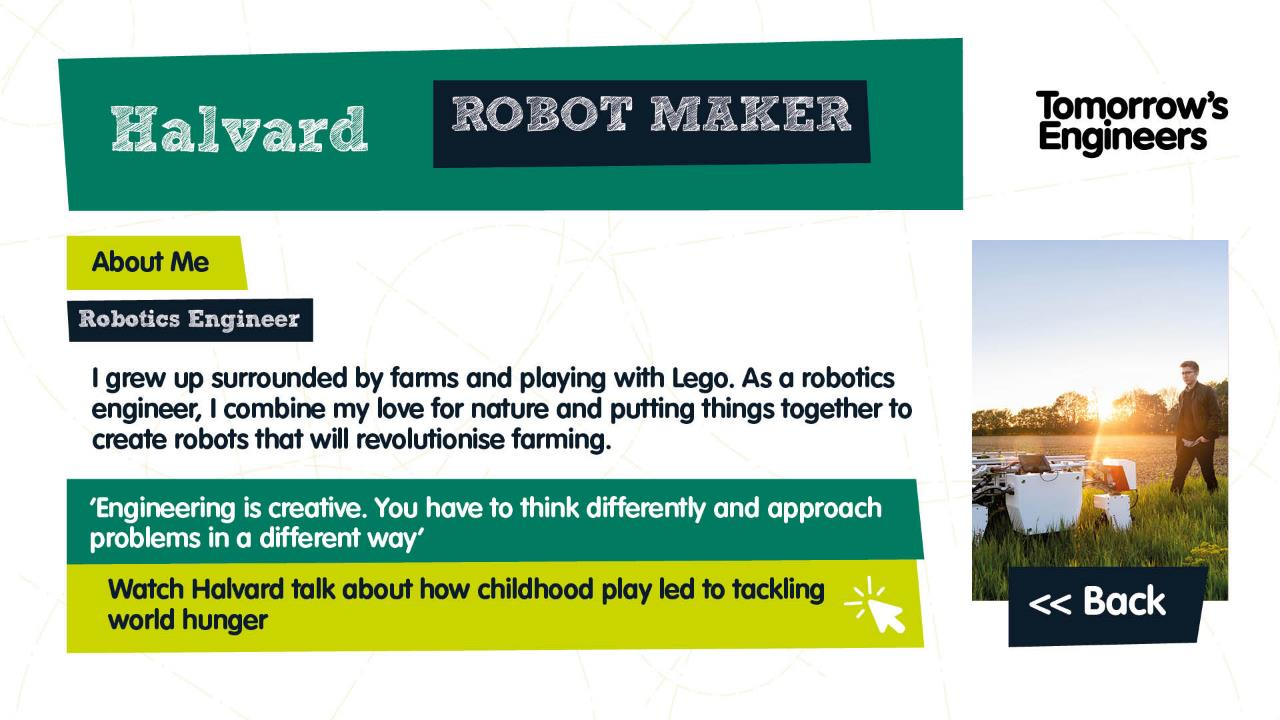 Halvard
ROBOT MAKER
Tomorrow's
Engineers
About Me
Robotics Engineer
I grew up surrounded by farms and playing with Lego. As a robotics
engineer, I combine my love for nature and putting things together to
create robots that will revolutionise farming.
‘Engineering is creative. You have to think differently and approach
problems in a different way’
Watch Halvard talk about how childhood play led to tackling
world hunger
<< Back